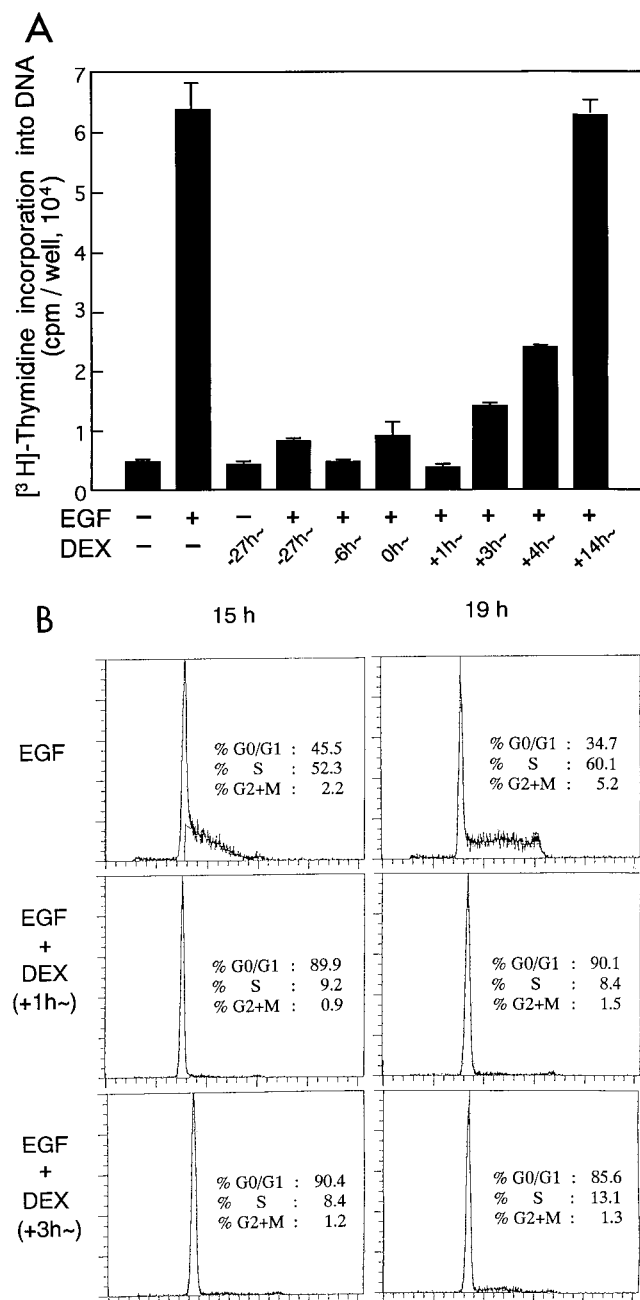 A
[³H]-Thymidine incorporation into DNA
(cpm / well, 10⁴)
7
6
5
4
3
2
1
0
EGF − + − + + + + + + +
DEX − − -27h~ -27h~ -6h~ 0h~ +1h~ +3h~ +4h~ +14h~
B
15 h 19 h
EGF
% G0/G1 : 45.5
% S : 52.3
% G2+M : 2.2
% G0/G1 : 34.7
% S : 60.1
% G2+M : 5.2
EGF
+
DEX
(+1h~)
% G0/G1 : 89.9
% S : 9.2
% G2+M : 0.9
% G0/G1 : 90.1
% S : 8.4
% G2+M : 1.5
EGF
+
DEX
(+3h~)
% G0/G1 : 90.4
% S : 8.4
% G2+M : 1.2
% G0/G1 : 85.6
% S : 13.1
% G2+M : 1.3